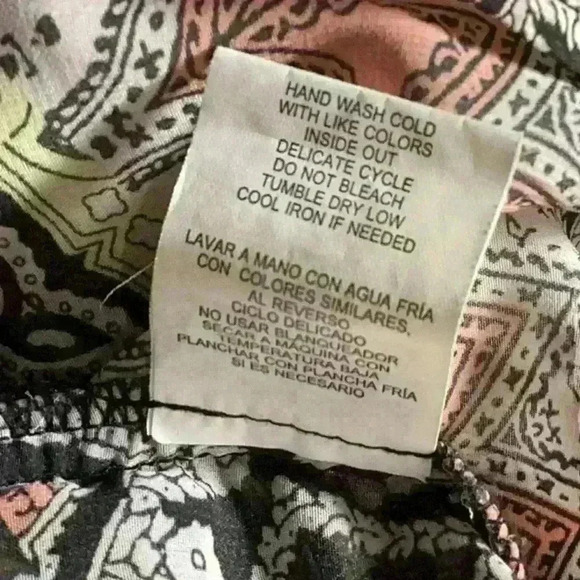 HAND WASH COLD
WITH LIKE COLORS
INSIDE OUT
DELICATE CYCLE
DO NOT BLEACH
TUMBLE DRY LOW
COOL IRON IF NEEDED
LAVAR A MANO CON AGUA FRÍA
CON COLORES SIMILARES,
AL REVERSO
CICLO DELICADO
NO USAR BLANQUEADOR
SECAR A MAQUINA CON
TEMPERATURA BAJA
PLANCHAR CON PLANCHA FRÍA
SI ES NECESARIO